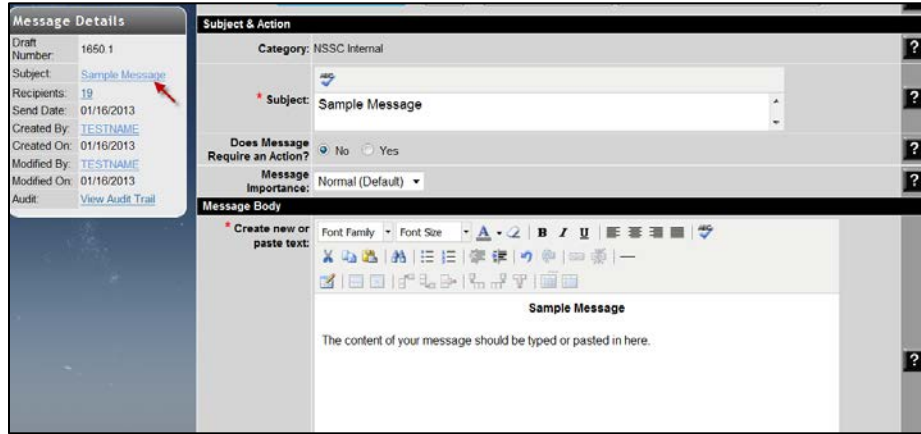 Message Details
Draft Number: 1650.1
Subject: Sample Message
Recipients: 19
Send Date: 01/16/2013
Created By: TESTNAME
Created On: 01/16/2013
Modified By: TESTNAME
Modified On: 01/16/2013
Audit: View Audit Trail
Subject & Action
Category: NSSC Internal ?
ABC
* Subject: Sample Message ?
Does Message Require an Action? No Yes ?
Message Importance: Normal (Default) ?
Message Body
* Create new or paste text:
Font Family Font Size A B I U ABC
Sample Message
The content of your message should be typed or pasted in here.
?